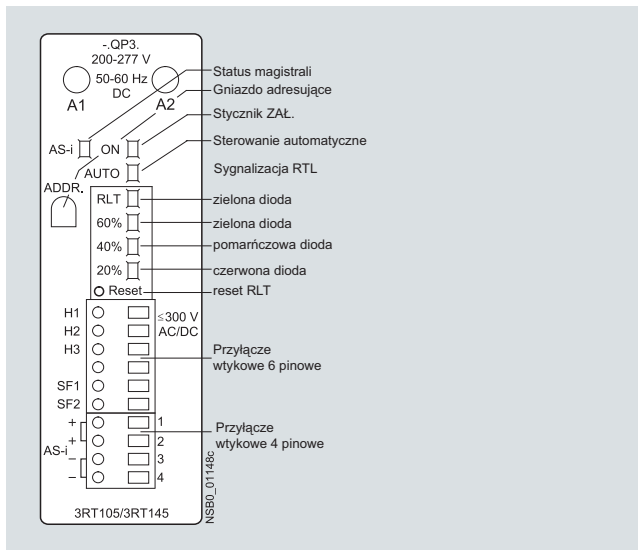 -.QP3.
200-277 V
50-60 Hz
DC
A1
A2
Status magistrali
Gniazdo adresujące
Stycznik ZAŁ.
AS-i
ON
Sterowanie automatyczne
AUTO
Sygnalizacja RTL
ADDR.
RLT
zielona dioda
60%
zielona dioda
40%
pomarńczowa dioda
20%
czerwona dioda
Reset
reset RLT
H1
≤300 V
H2
AC/DC
H3
Przyłącze
wtykowe 6 pinowe
SF1
SF2
+
1
Przyłącze
wtykowe 4 pinowe
+
2
AS-i
–
3
–
4
NSB0_01148c
3RT105/3RT145